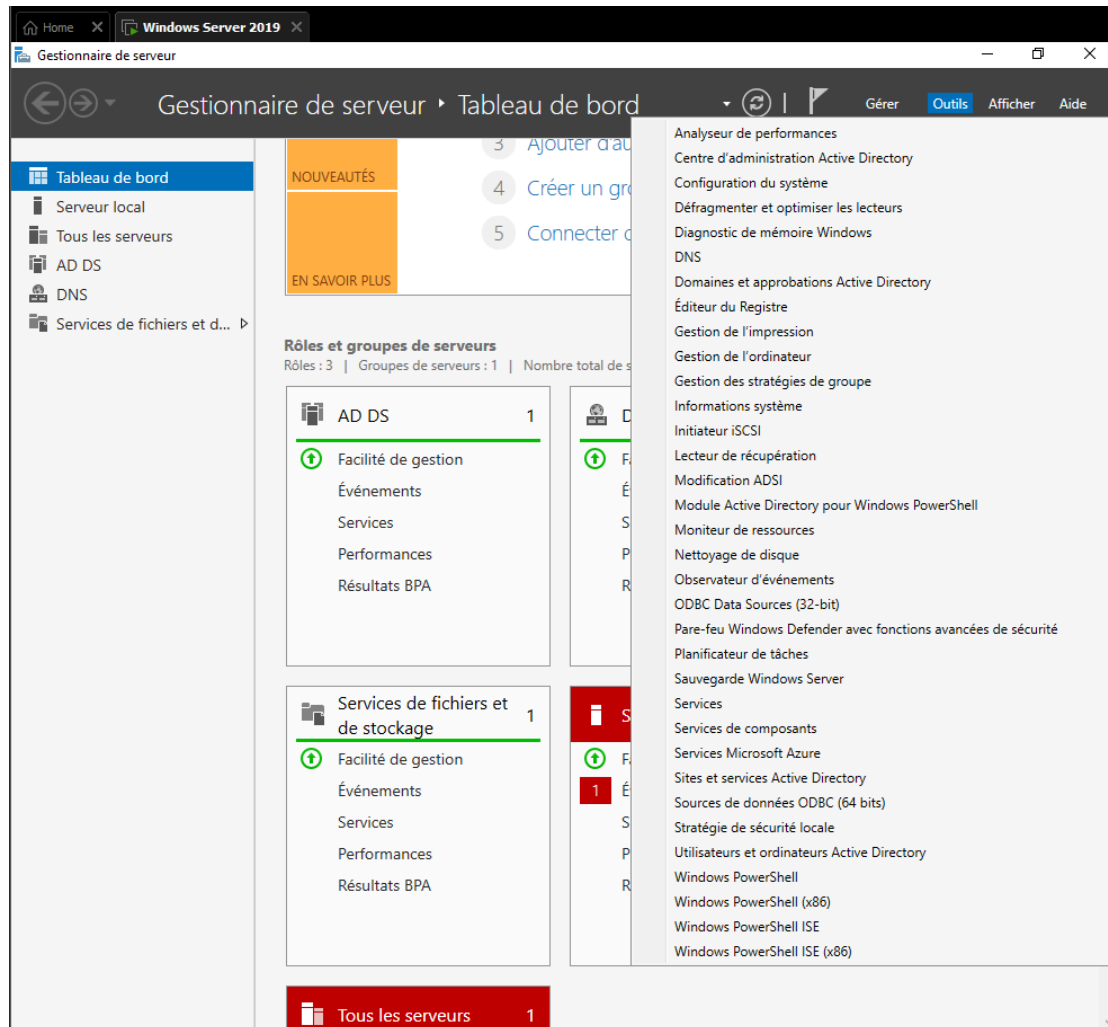 Home
Windows Server 2019
Gestionnaire de serveur
Gestionnaire de serveur
Tableau de bord
Gérer
Outils
Afficher
Aide
Tableau de bord
Serveur local
Tous les serveurs
AD DS
DNS
Services de fichiers et d...
NOUVEAUTÉS
EN SAVOIR PLUS
3 Ajouter d'au
4 Créer un gro
5 Connecter c
Rôles et groupes de serveurs
Rôles : 3 | Groupes de serveurs : 1 | Nombre total de s
AD DS 1
Facilité de gestion
Événements
Services
Performances
Résultats BPA
D
F
É
S
P
R
Services de fichiers et
de stockage 1
Facilité de gestion
Événements
Services
Performances
Résultats BPA
S
Fa
1 É
S
P
R
Tous les serveurs 1
Analyseur de performances
Centre d'administration Active Directory
Configuration du système
Défragmenter et optimiser les lecteurs
Diagnostic de mémoire Windows
DNS
Domaines et approbations Active Directory
Éditeur du Registre
Gestion de l'impression
Gestion de l'ordinateur
Gestion des stratégies de groupe
Informations système
Initiateur iSCSI
Lecteur de récupération
Modification ADSI
Module Active Directory pour Windows PowerShell
Moniteur de ressources
Nettoyage de disque
Observateur d'événements
ODBC Data Sources (32-bit)
Pare-feu Windows Defender avec fonctions avancées de sécurité
Planificateur de tâches
Sauvegarde Windows Server
Services
Services de composants
Services Microsoft Azure
Sites et services Active Directory
Sources de données ODBC (64 bits)
Stratégie de sécurité locale
Utilisateurs et ordinateurs Active Directory
Windows PowerShell
Windows PowerShell (x86)
Windows PowerShell ISE
Windows PowerShell ISE (x86)